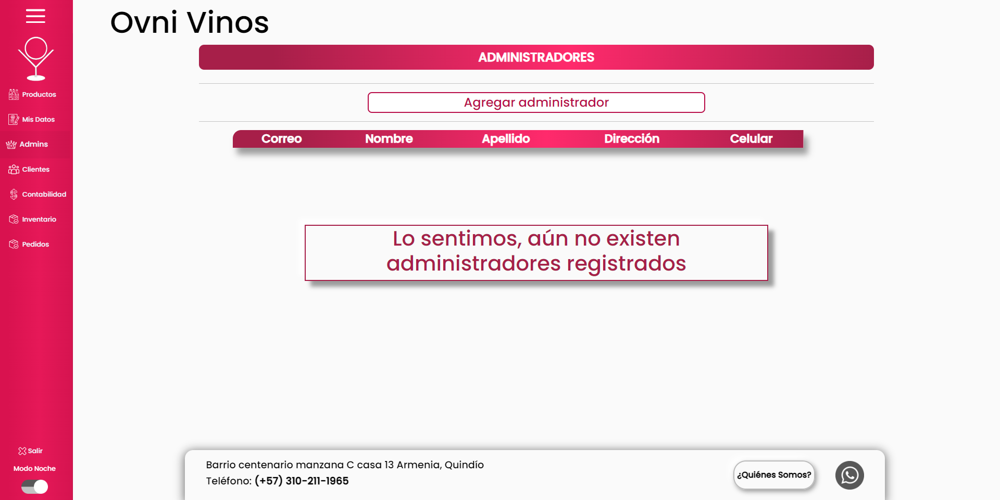 Ovni Vinos
ADMINISTRADORES
Productos
Mis Datos
Admins
Clientes
Contabilidad
Inventario
Pedidos
Agregar administrador
Correo Nombre Apellido Dirección Celular
Lo sentimos, aún no existen
administradores registrados
Salir
Modo Noche
Barrio centenario manzana C casa 13 Armenia, Quindío
Teléfono: (+57) 310-211-1965
¿Quiénes Somos?